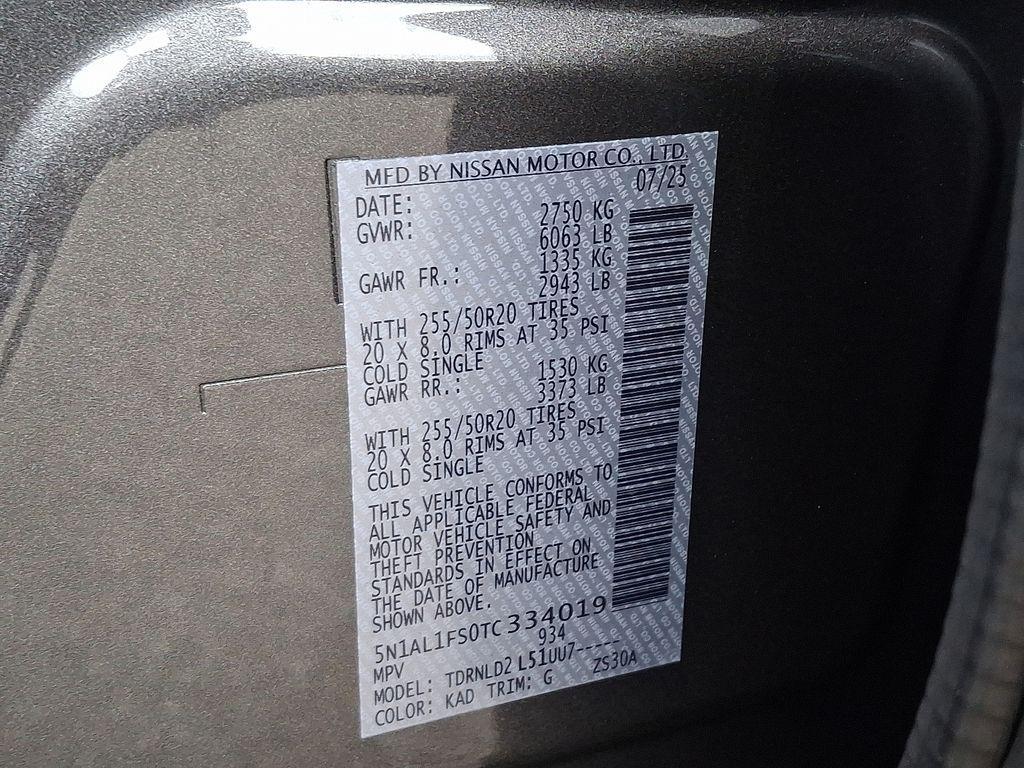 MFD BY NISSAN MOTOR CO., LTD.
DATE: 07/25
GVWR: 2750 KG
6063 LB
1335 KG
GAWR FR.: 2943 LB
WITH 255/50R20 TIRES
20 X 8.0 RIMS AT 35 PSI
COLD SINGLE
1530 KG
GAWR RR.: 3373 LB
WITH 255/50R20 TIRES
20 X 8.0 RIMS AT 35 PSI
COLD SINGLE
THIS VEHICLE CONFORMS TO
ALL APPLICABLE FEDERAL
MOTOR VEHICLE SAFETY AND
THEFT PREVENTION
STANDARDS IN EFFECT ON
THE DATE OF MANUFACTURE
SHOWN ABOVE.
5N1AL1FS0TC334019
MPV 934
MODEL: TDRNLD2 L51UU7-----
COLOR: KAD TRIM: G ZS30A